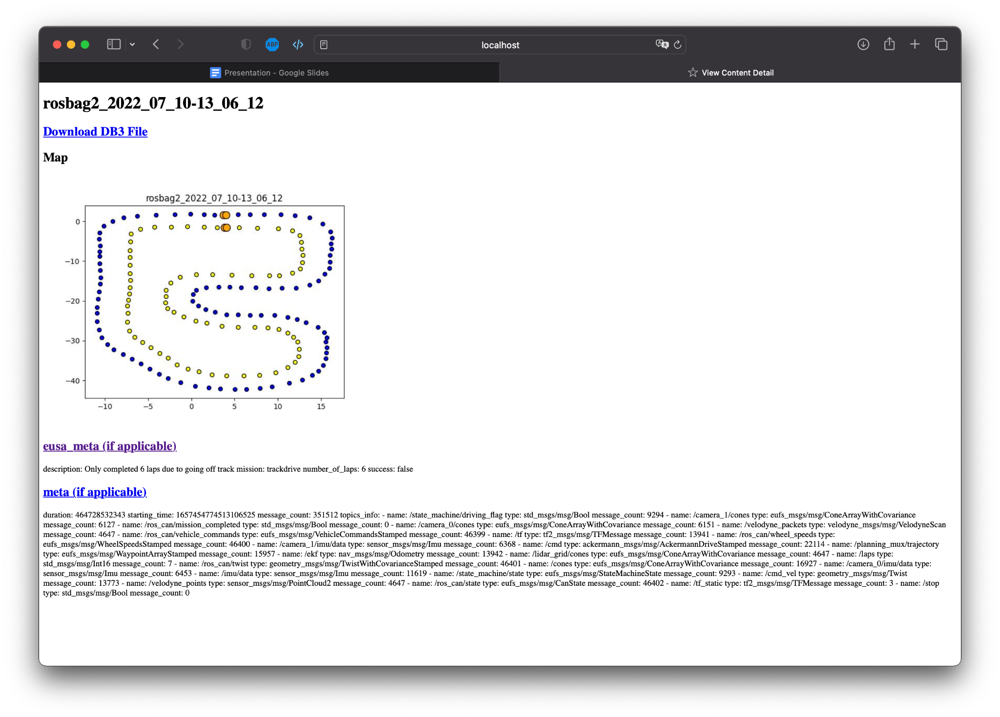 ABP
localhost
Presentation - Google Slides
View Content Detail
rosbag2_2022_07_10-13_06_12
Download DB3 File
Map
rosbag2_2022_07_10-13_06_12
0
−10
−20
−30
−40
−10 −5 0 5 10 15
eusa_meta (if applicable)
description: Only completed 6 laps due to going off track mission: trackdrive number_of_laps: 6 success: false
meta (if applicable)
duration: 464728532343 starting_time: 1657454774513106525 message_count: 351512 topics_info: - name: /state_machine/driving_flag type: std_msgs/msg/Bool message_count: 9294 - name: /camera_1/cones type: eufs_msgs/msg/ConeArrayWithCovariance
message_count: 6127 - name: /ros_can/mission_completed type: std_msgs/msg/Bool message_count: 0 - name: /camera_0/cones type: eufs_msgs/msg/ConeArrayWithCovariance message_count: 6151 - name: /velodyne_packets type: velodyne_msgs/msg/VelodyneScan
message_count: 4647 - name: /ros_can/vehicle_commands type: eufs_msgs/msg/VehicleCommandsStamped message_count: 46399 - name: /tf type: tf2_msgs/msg/TFMessage message_count: 13941 - name: /ros_can/wheel_speeds type:
eufs_msgs/msg/WheelSpeedsStamped message_count: 46400 - name: /camera_1/imu/data type: sensor_msgs/msg/Imu message_count: 6368 - name: /cmd type: ackermann_msgs/msg/AckermannDriveStamped message_count: 22114 - name: /planning_mux/trajectory
type: eufs_msgs/msg/WaypointArrayStamped message_count: 15957 - name: /ekf type: nav_msgs/msg/Odometry message_count: 13942 - name: /lidar_grid/cones type: eufs_msgs/msg/ConeArrayWithCovariance message_count: 4647 - name: /laps type:
std_msgs/msg/Int16 message_count: 7 - name: /ros_can/twist type: geometry_msgs/msg/TwistWithCovarianceStamped message_count: 46401 - name: /cones type: eufs_msgs/msg/ConeArrayWithCovariance message_count: 16927 - name: /camera_0/imu/data type:
sensor_msgs/msg/Imu message_count: 6453 - name: /imu/data type: sensor_msgs/msg/Imu message_count: 11619 - name: /state_machine/state type: eufs_msgs/msg/StateMachineState message_count: 9293 - name: /cmd_vel type: geometry_msgs/msg/Twist
message_count: 13773 - name: /velodyne_points type: sensor_msgs/msg/PointCloud2 message_count: 4647 - name: /ros_can/state type: eufs_msgs/msg/CanState message_count: 46402 - name: /tf_static type: tf2_msgs/msg/TFMessage message_count: 3 - name: /stop
type: std_msgs/msg/Bool message_count: 0